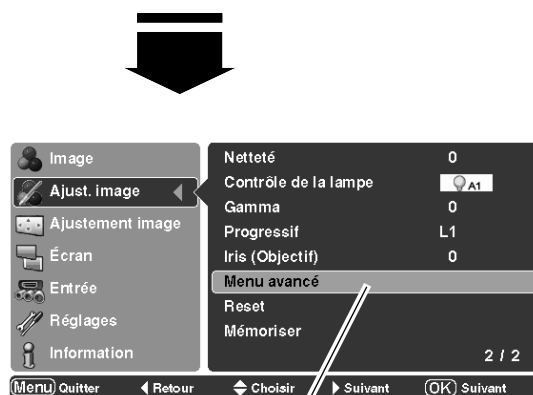 Image
Ajust. image
Ajustement image
Écran
Entrée
Réglages
Information
Netteté 0
Contrôle de la lampe A1
Gamma 0
Progressif L1
Iris (Objectif) 0
Menu avancé
Reset
Mémoriser
2 / 2
Menu Quitter Retour Choisir Suivant OK Suivant